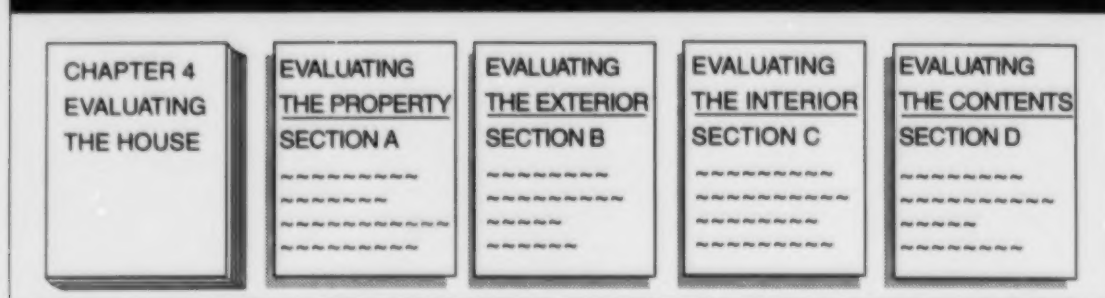 CHAPTER 4
EVALUATING
THE HOUSE
EVALUATING
THE PROPERTY
SECTION A
EVALUATING
THE EXTERIOR
SECTION B
EVALUATING
THE INTERIOR
SECTION C
EVALUATING
THE CONTENTS
SECTION D